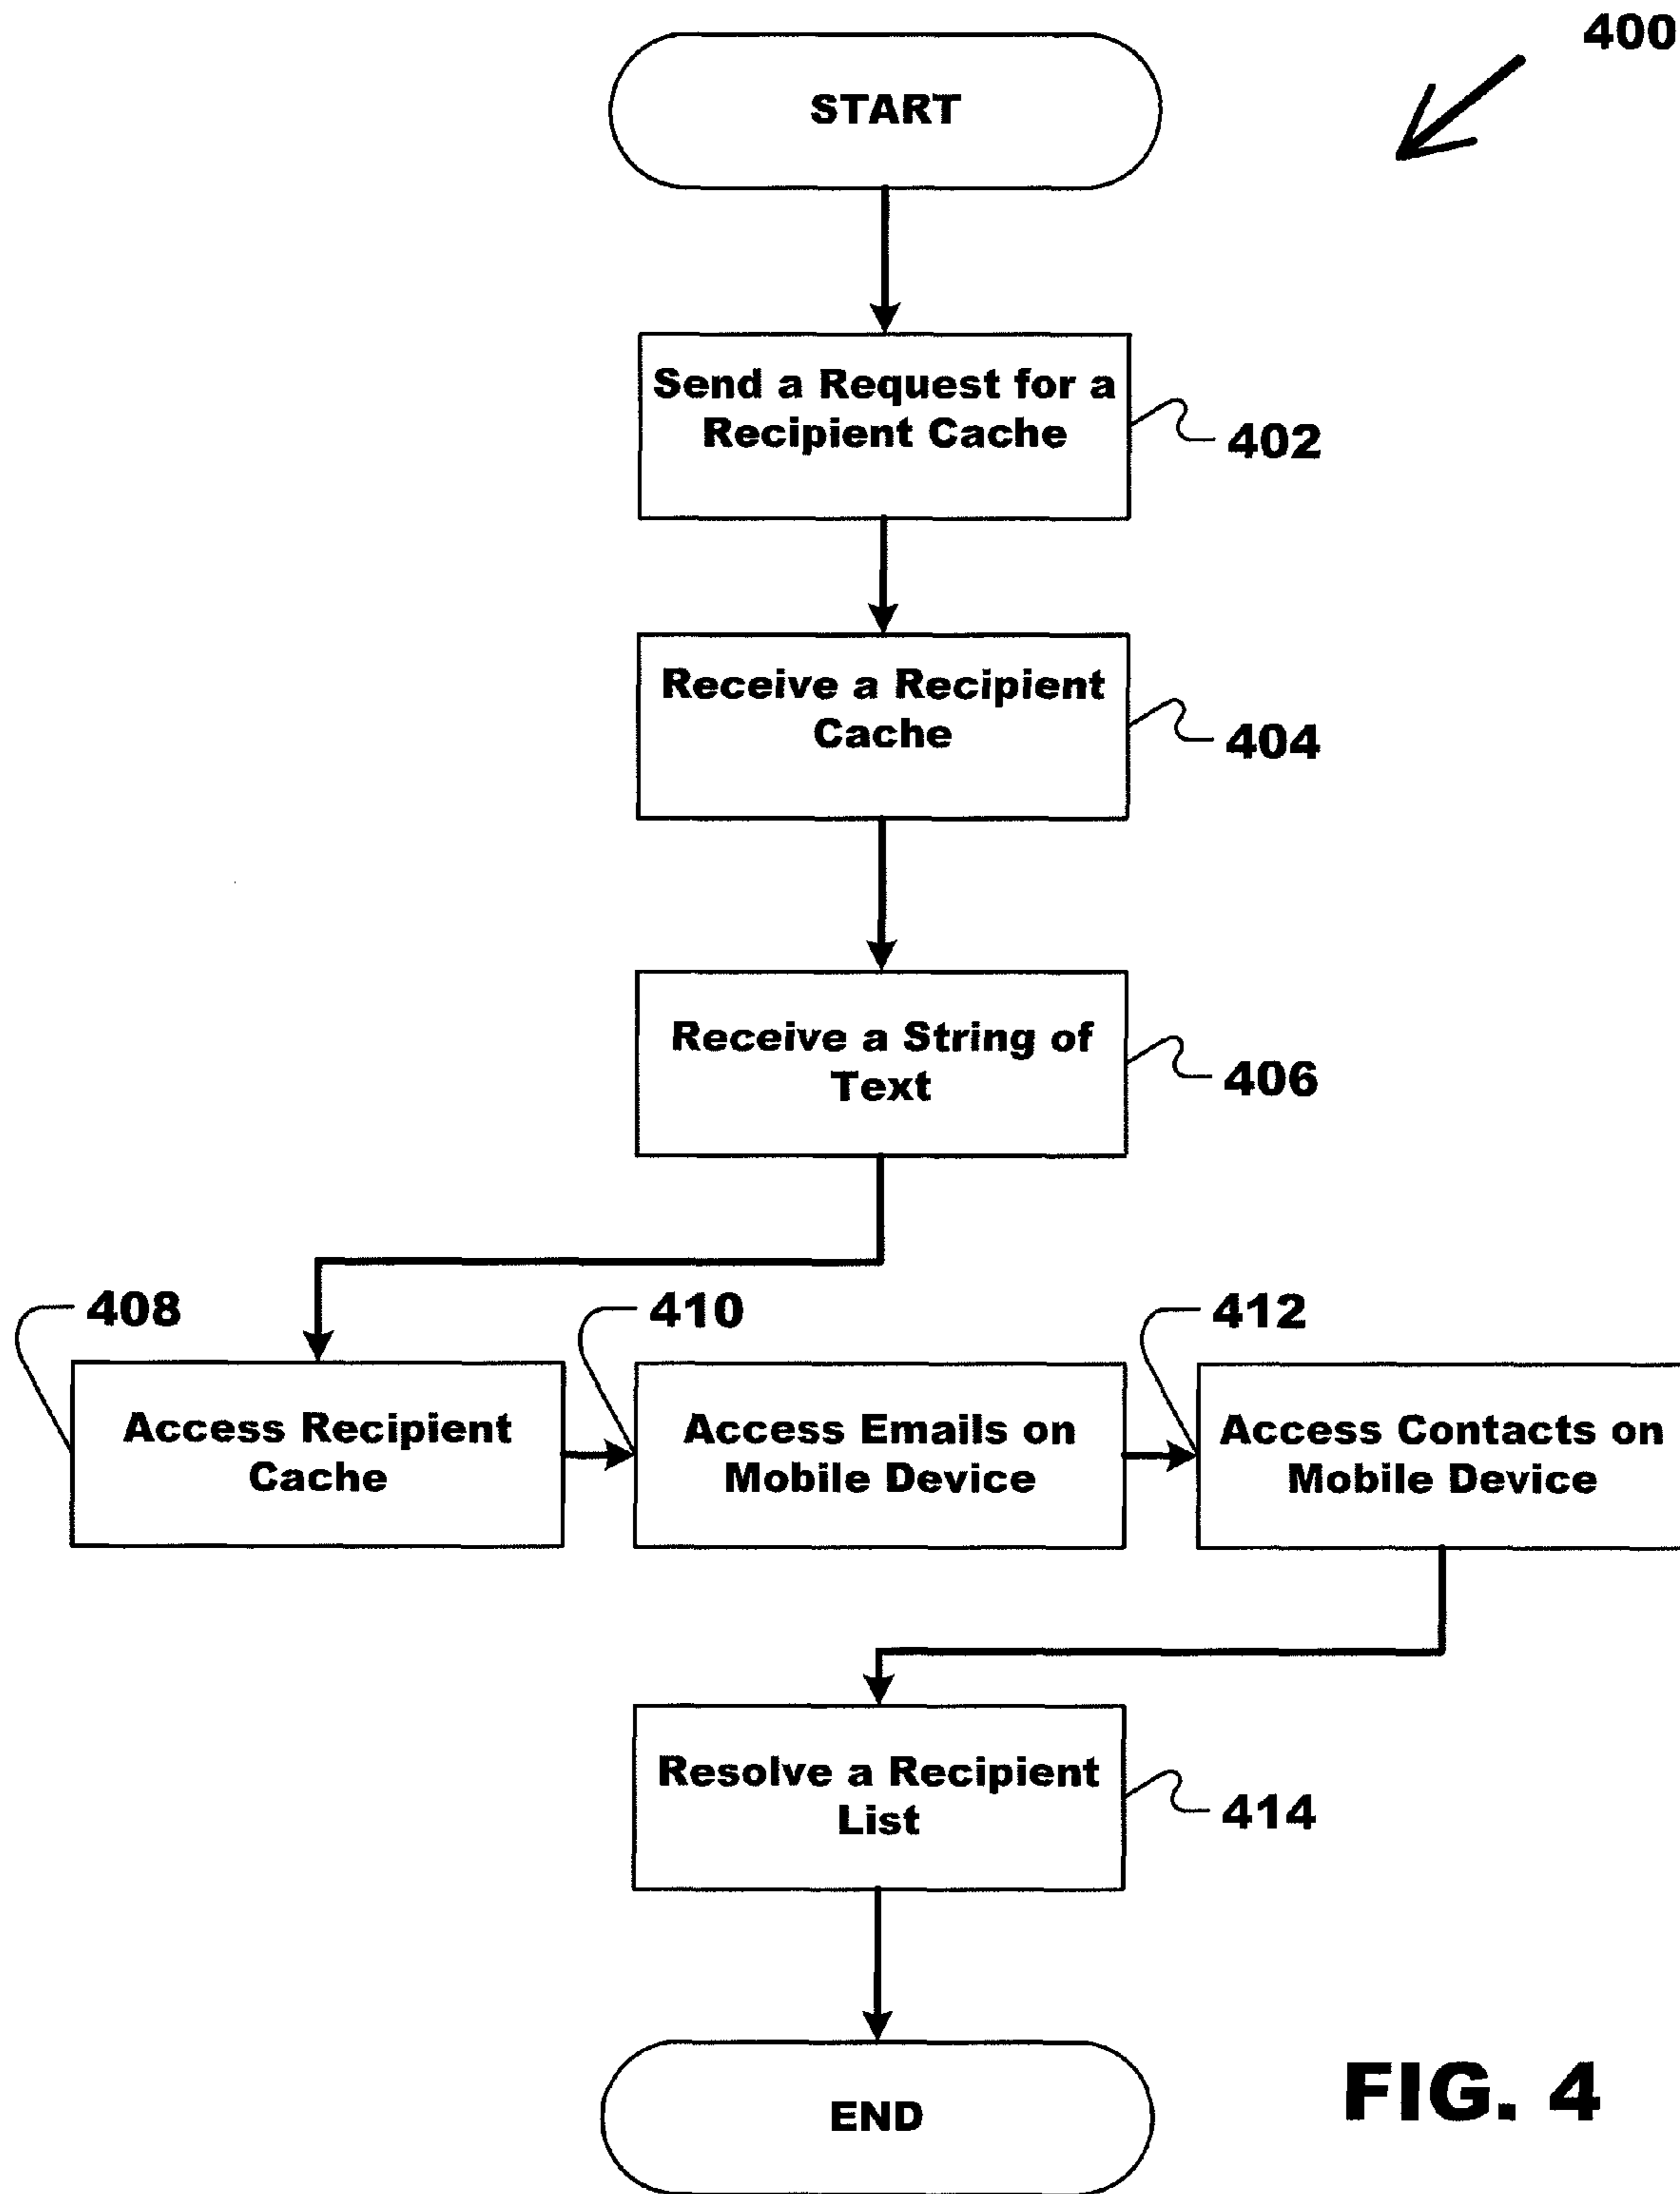 400
START
Send a Request for a
Recipient Cache
402
Receive a Recipient
Cache
404
Receive a String of
Text
406
408
410
412
Access Recipient
Cache
Access Emails on
Mobile Device
Access Contacts on
Mobile Device
Resolve a Recipient
List
414
END
FIG. 4